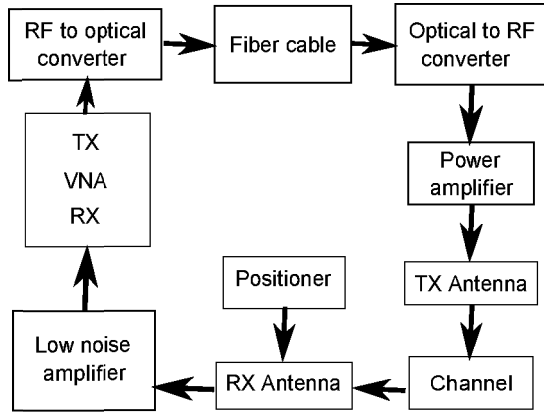 RF to optical
converter
Fiber cable
Optical to RF
converter
TX
VNA
RX
Power
amplifier
Positioner
TX Antenna
Low noise
amplifier
RX Antenna
Channel